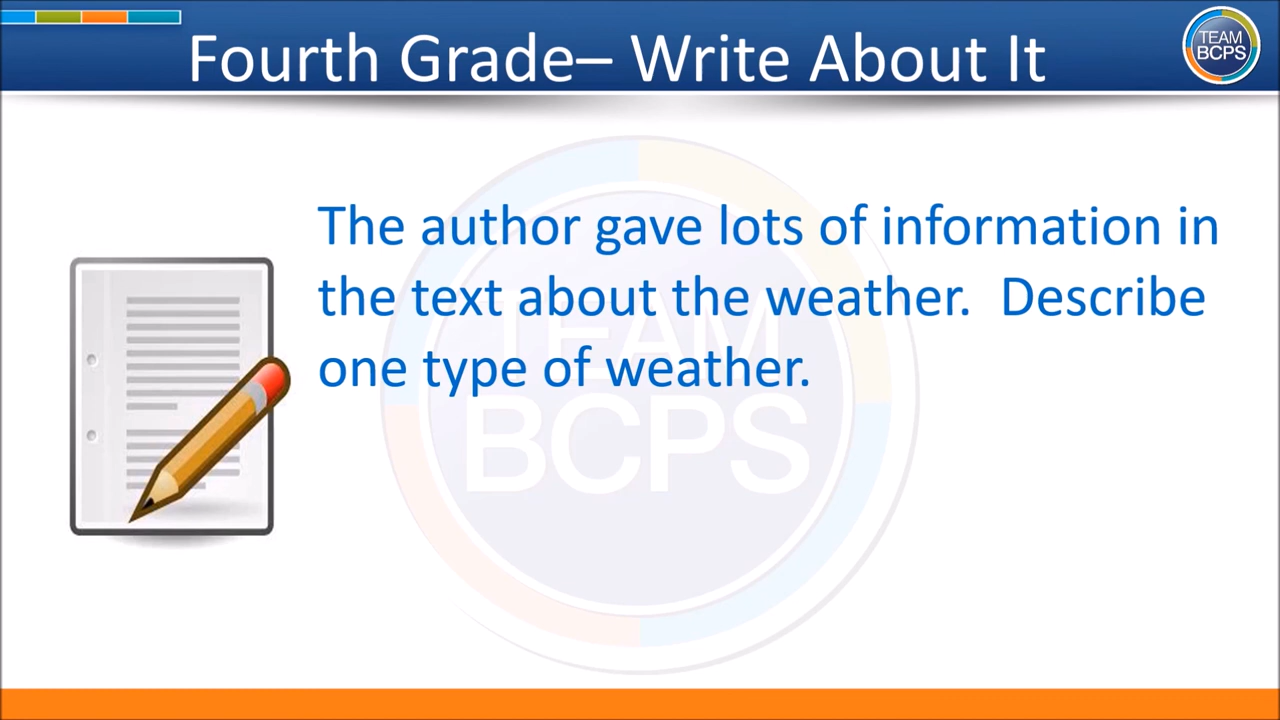 Fourth Grade– Write About It
TEAM
BCPS
The author gave lots of information in
the text about the weather.  Describe
one type of weather.
TEAM
BCPS